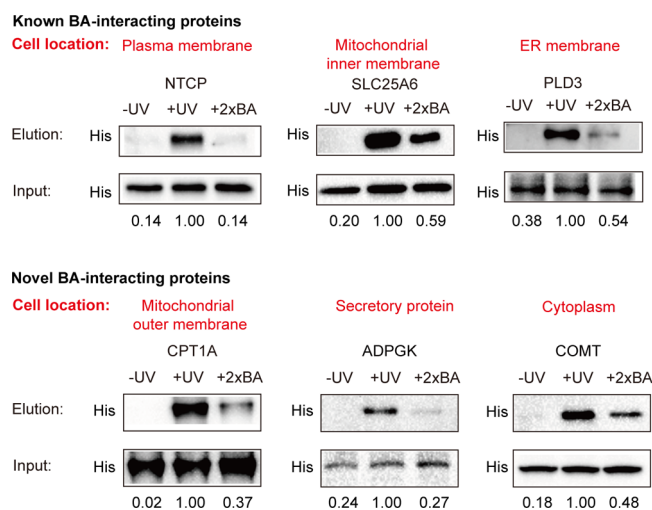 Known BA-interacting proteins
Cell location: Plasma membrane Mitochondrial inner membrane ER membrane
NTCP SLC25A6 PLD3
-UV +UV +2xBA -UV +UV +2xBA -UV +UV +2xBA
Elution: His His His
Input: His His His
0.14 1.00 0.14 0.20 1.00 0.59 0.38 1.00 0.54
Novel BA-interacting proteins
Cell location: Mitochondrial outer membrane Secretory protein Cytoplasm
CPT1A ADPGK COMT
-UV +UV +2xBA -UV +UV +2xBA -UV +UV +2xBA
Elution: His His His
Input: His His His
0.02 1.00 0.37 0.24 1.00 0.27 0.18 1.00 0.48